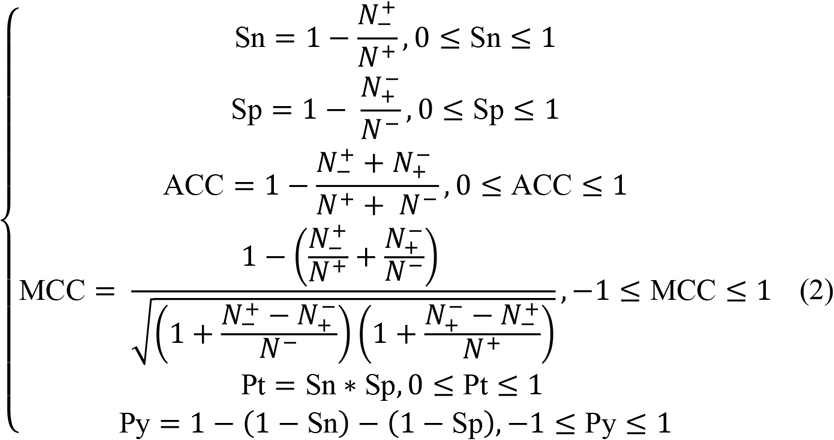 Sn = 1 − N₋⁺/N⁺, 0 ≤ Sn ≤ 1
Sp = 1 − N₊⁻/N⁻, 0 ≤ Sp ≤ 1
ACC = 1 − (N₋⁺ + N₊⁻)/(N⁺ + N⁻), 0 ≤ ACC ≤ 1
MCC = (1 − (N₋⁺/N⁺ + N₊⁻/N⁻))/√((1 + (N₋⁺ − N₊⁻)/N⁻)(1 + (N₊⁻ − N₋⁺)/N⁺)), −1 ≤ MCC ≤ 1 (2)
Pt = Sn ∗ Sp, 0 ≤ Pt ≤ 1
Py = 1 − (1 − Sn) − (1 − Sp), −1 ≤ Py ≤ 1